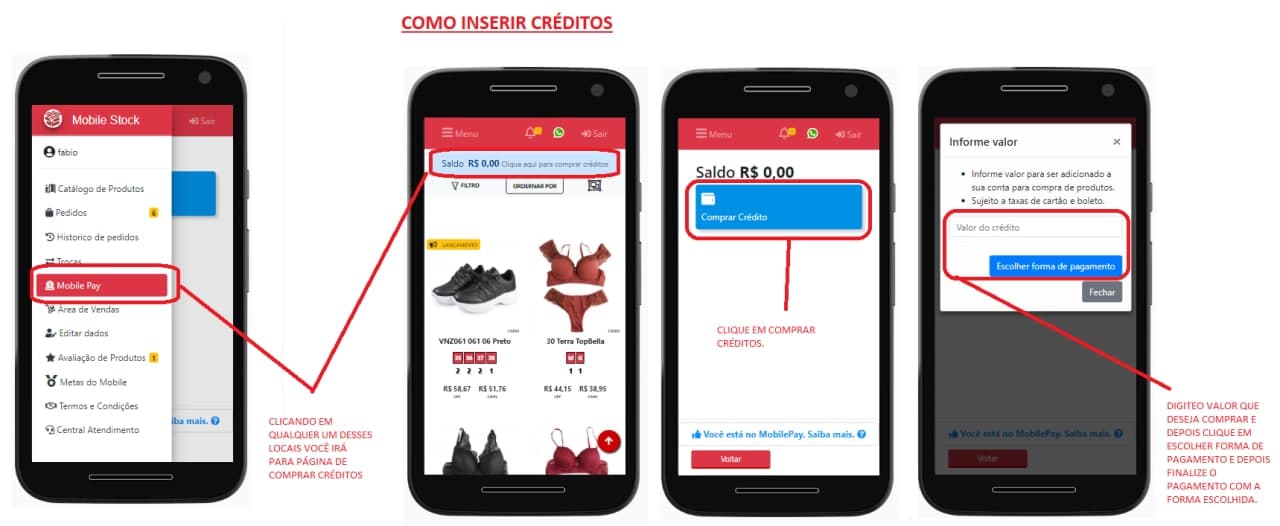 COMO INSERIR CRÉDITOS
Mobile Stock
Sair
fabio
Catálogo de Produtos
Pedidos 6
Historico de pedidos
Trocas
Mobile Pay
Área de Vendas
Editar dados
Avaliação de Produtos 1
Metas do Mobile
Termos e Condições
Central Atendimento
iba mais.
CLICANDO EM
QUALQUER UM DESSES
LOCAIS VOCÊ IRÁ
PARA PÁGINA DE
COMPRAR CRÉDITOS
Menu Sair
Saldo R$ 0,00 Clique aqui para comprar créditos
FILTRO ORDERNAR POR
LANCAMENTO
VNZ061 061 06 Preto 30 Terra TopBella
35 36 37 38 M G
2 2 2 1 1 1
R$ 58,67 R$ 51,76 R$ 44,15 R$ 38,95
Menu Sair
Saldo R$ 0,00
Comprar Crédito
CLIQUE EM COMPRAR
CRÉDITOS.
Você está no MobilePay. Saiba mais.
Voltar
Informe valor ×
Informe valor para ser adicionado a
sua conta para compra de produtos.
Sujeito a taxas de cartão e boleto.
Valor do crédito
Escolher forma de pagamento
Fechar
Você está no MobilePay. Saiba mais.
Voltar
DIGITEO VALOR QUE
DESEJA COMPRAR E
DEPOIS CLIQUE EM
ESCOLHER FORMA DE
PAGAMENTO E DEPOIS
FINALIZE O
PAGAMENTO COM A
FORMA ESCOLHIDA.